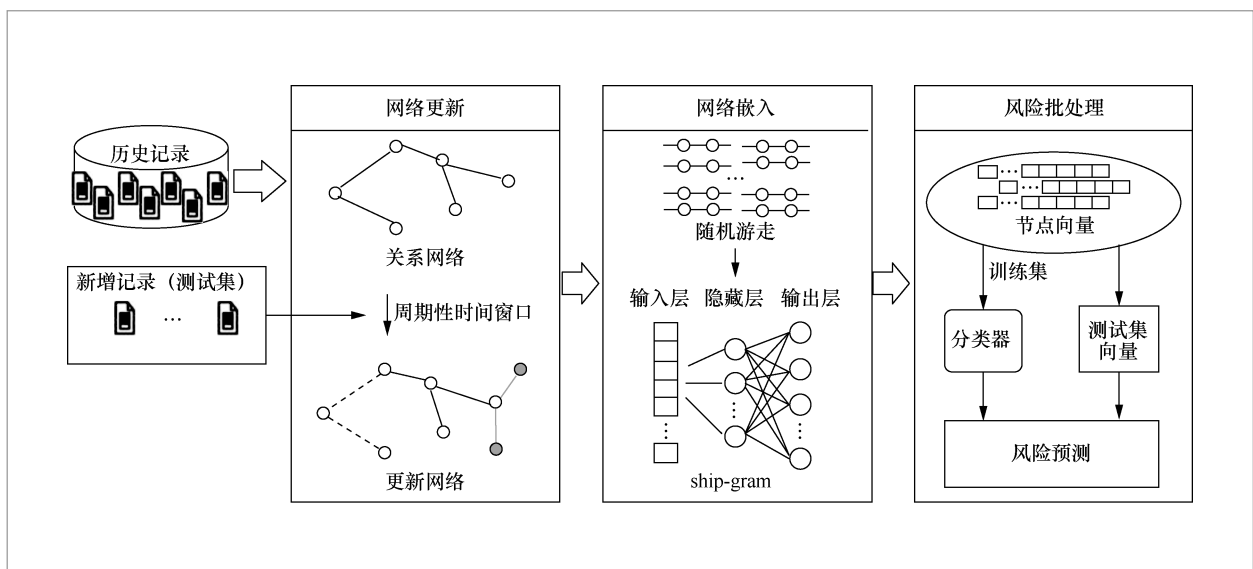 历史记录
新增记录（测试集）
…
网络更新
关系网络
周期性时间窗口
更新网络
网络嵌入
…
随机游走
输入层 隐藏层 输出层
ship-gram
风险批处理
节点向量
训练集
分类器
测试集
向量
风险预测